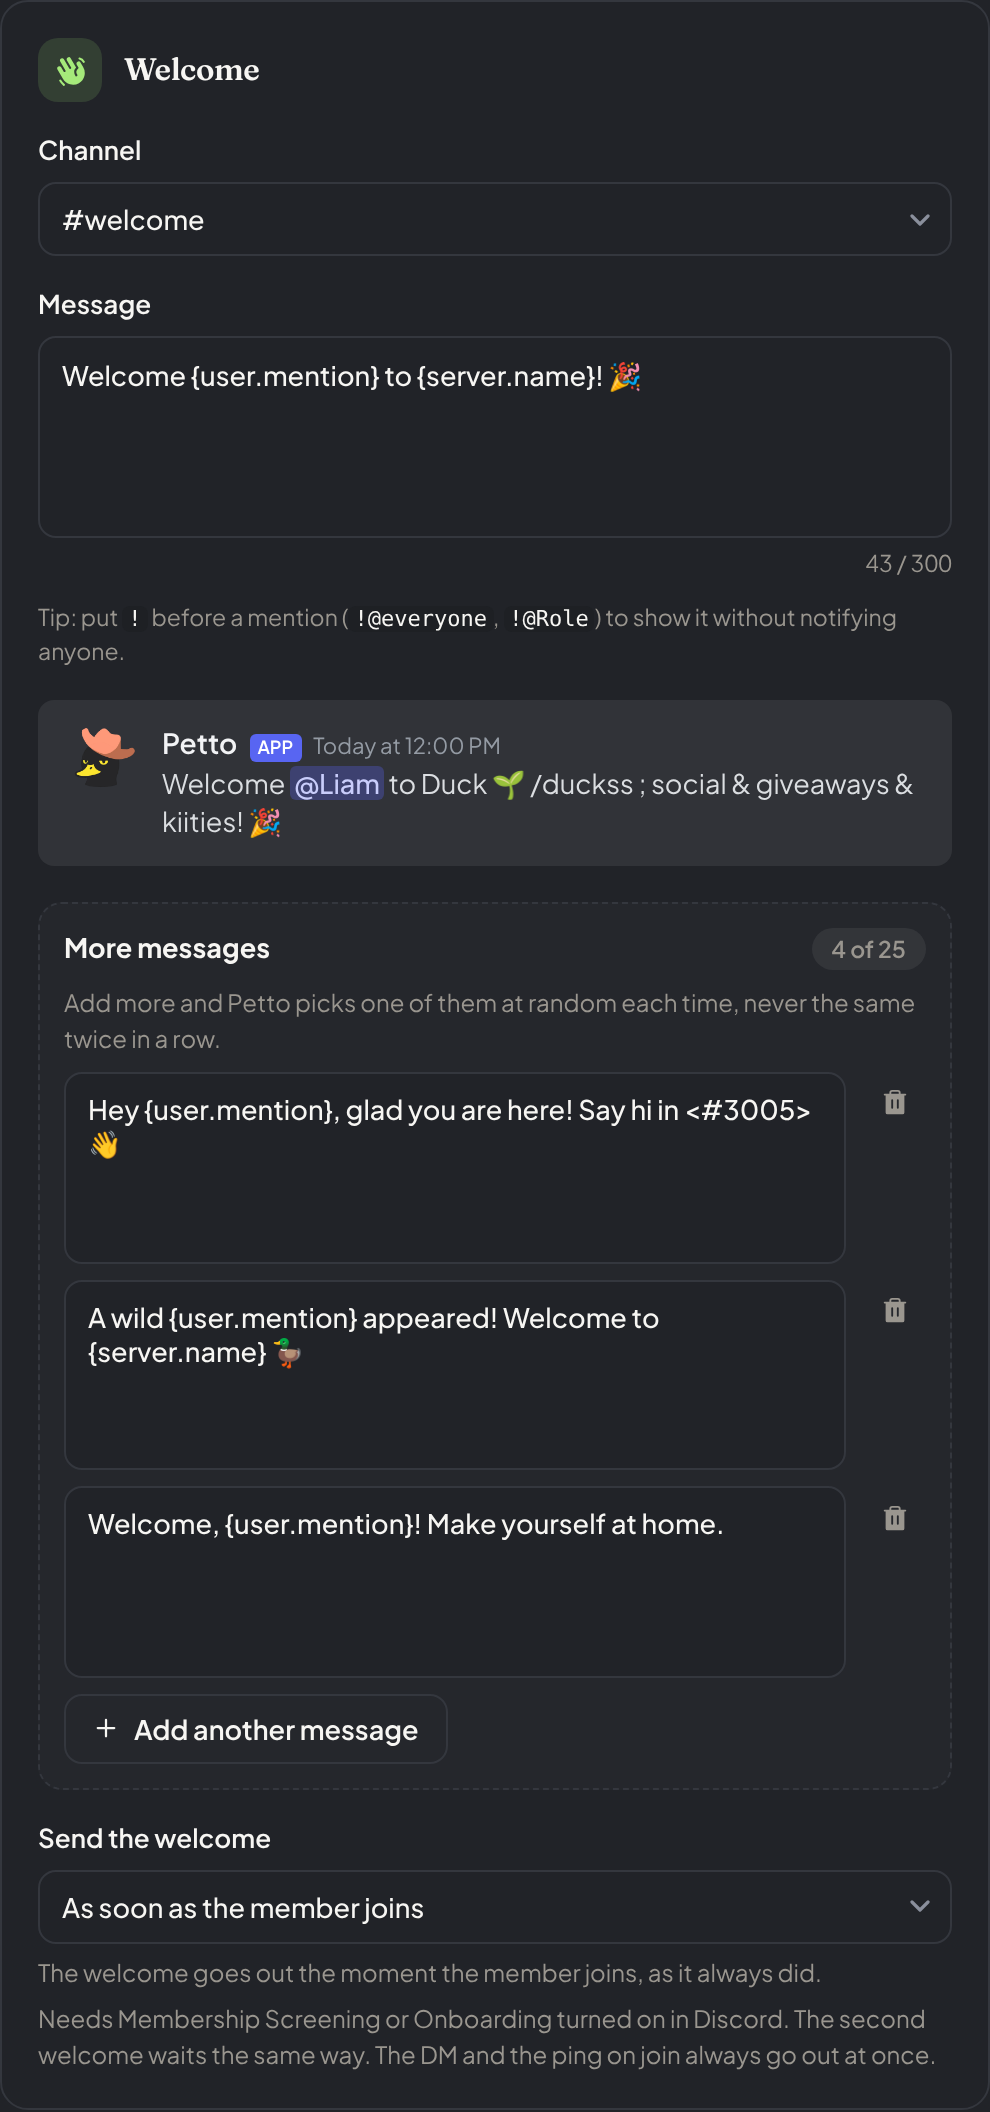 Welcome
Channel
#welcome
Message
Welcome {user.mention} to {server.name}! 🎉
43 / 300
Tip: put ! before a mention ( !@everyone , !@Role ) to show it without notifying
anyone.
Petto APP Today at 12:00 PM
Welcome @Liam to Duck 🌱 /duckss ; social & giveaways &
kiities! 🎉
More messages
4 of 25
Add more and Petto picks one of them at random each time, never the same
twice in a row.
Hey {user.mention}, glad you are here! Say hi in <#3005>
👋
A wild {user.mention} appeared! Welcome to
{server.name} 🦆
Welcome, {user.mention}! Make yourself at home.
+ Add another message
Send the welcome
As soon as the member joins
The welcome goes out the moment the member joins, as it always did.
Needs Membership Screening or Onboarding turned on in Discord. The second
welcome waits the same way. The DM and the ping on join always go out at once.